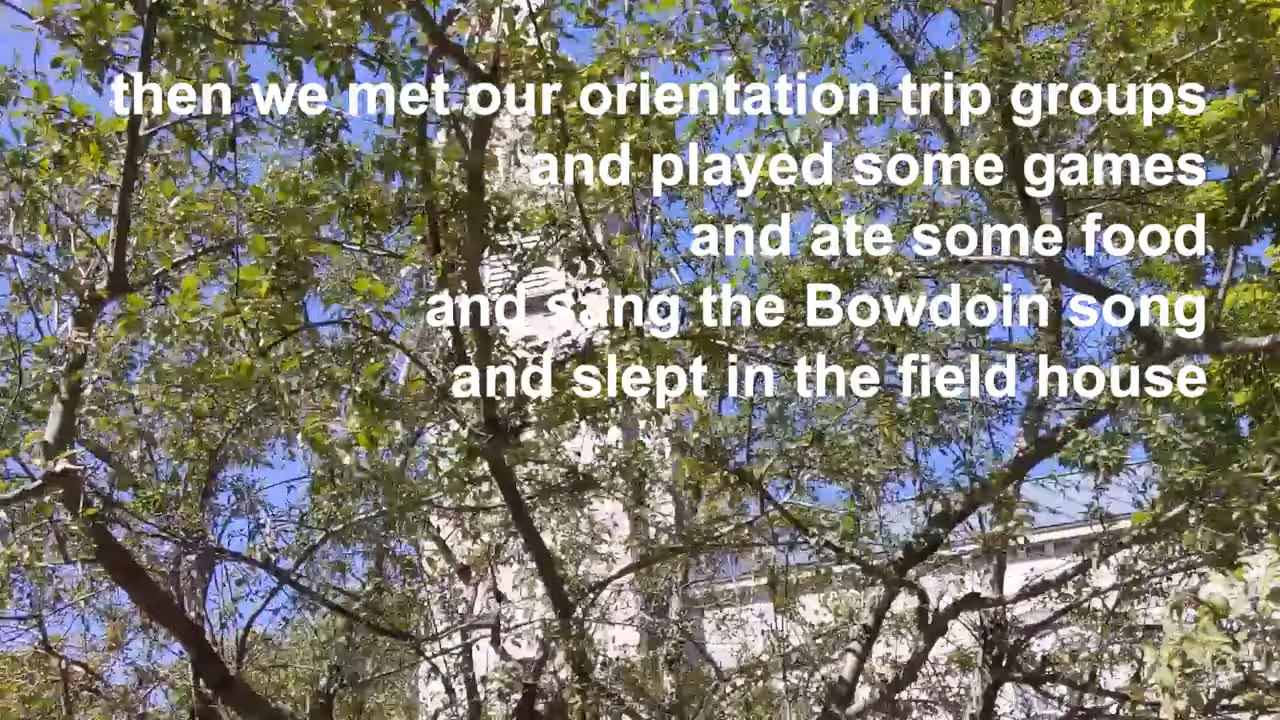 then we met our orientation trip groups
and played some games
and ate some food
and sang the Bowdoin song
and slept in the field house